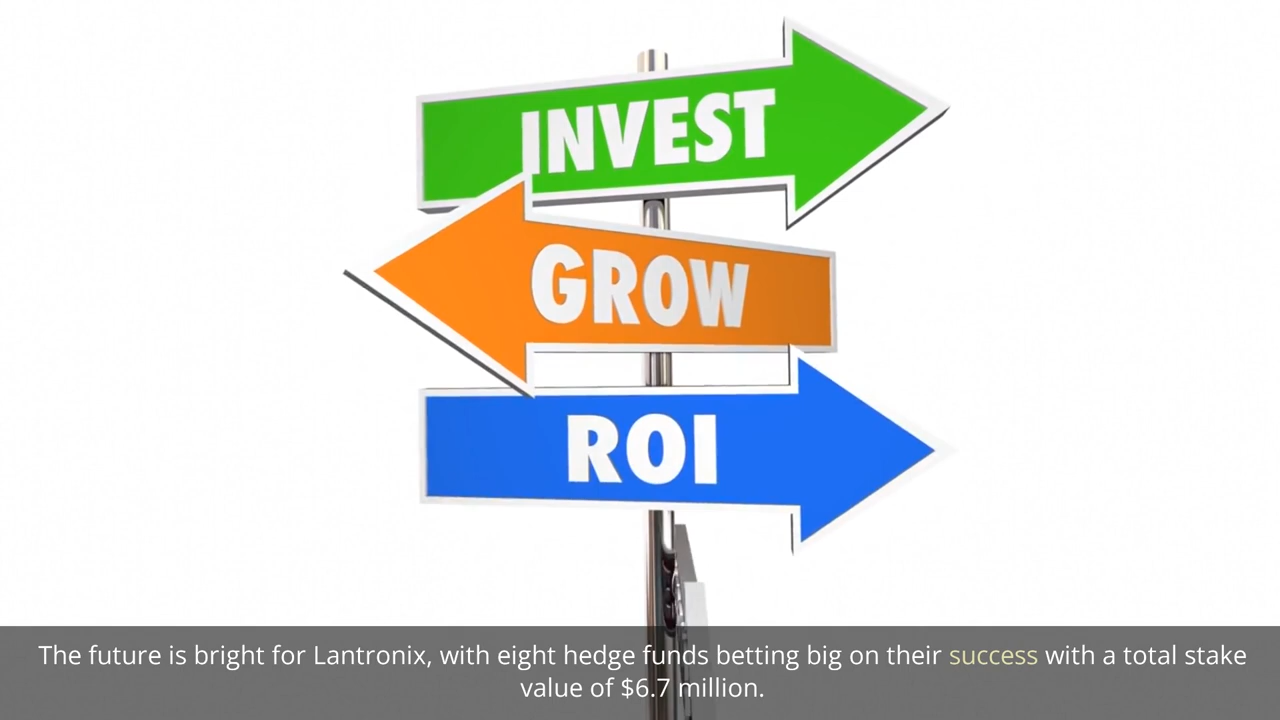 INVEST
GROW
ROI
The future is bright for Lantronix, with eight hedge funds betting big on their success with a total stake
value of $6.7 million.